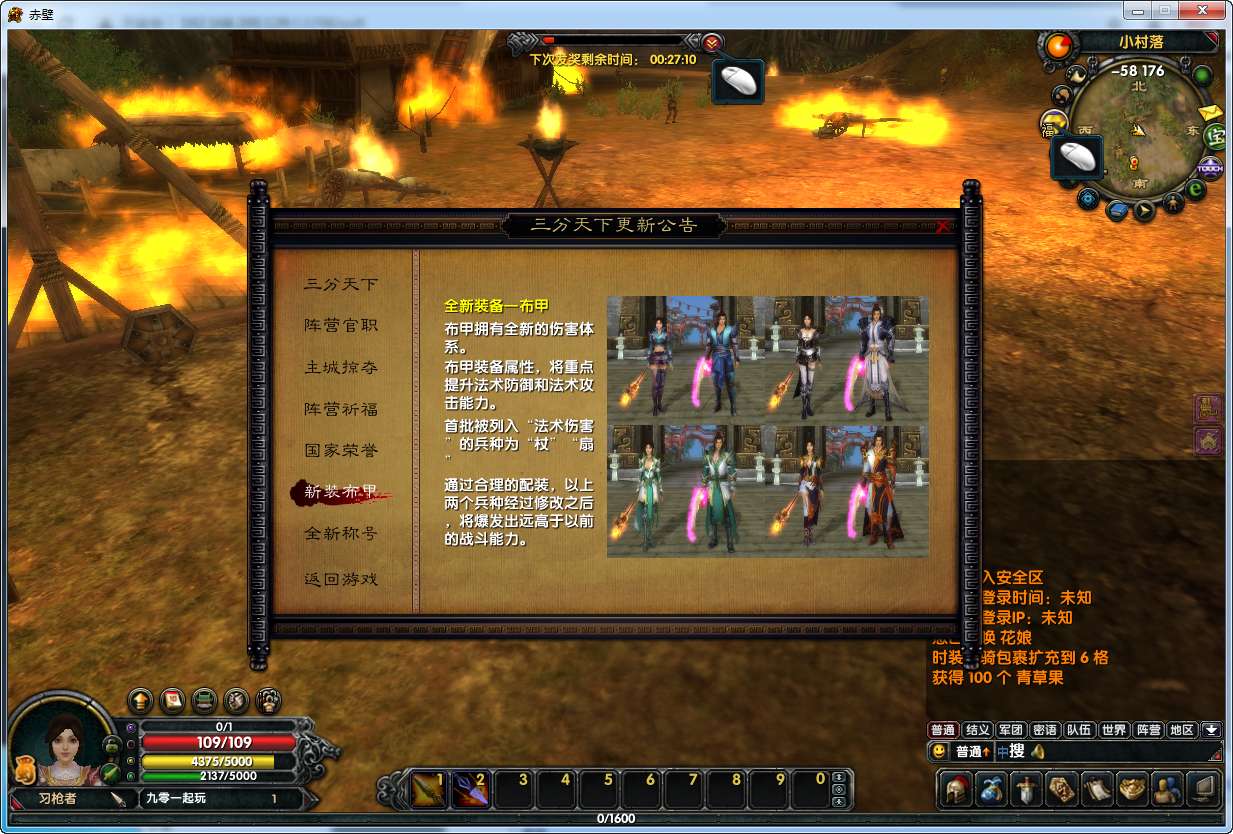 赤壁
下次发奖剩余时间： 00:27:10
小村落
-58 176
北
西
东
南
福
宝
TOUCH
三分天下更新公告
三分天下
阵营官职
主城掠夺
阵营祈福
国家荣誉
新装布甲
全新称号
返回游戏
全新装备—布甲
布甲拥有全新的伤害体
系。
布甲装备属性，将重点
提升法术防御和法术攻
击能力。
首批被列入“法术伤害
”的兵种为“杖”“扇
”
通过合理的配装，以上
两个兵种经过修改之后
，将爆发出远高于以前
的战斗能力。
入安全区
登录时间：未知
登录IP：未知
唤 花娘
时装 骑包裹扩充到 6 格
获得 100 个 青草果
普通 结义 军团 密语 队伍 世界 阵营 地区
普通 中搜
0/1
109/109
4375/5000
2137/5000
习枪者
九零一起玩 1
1 2 3 4 5 6 7 8 9 0
0/1600